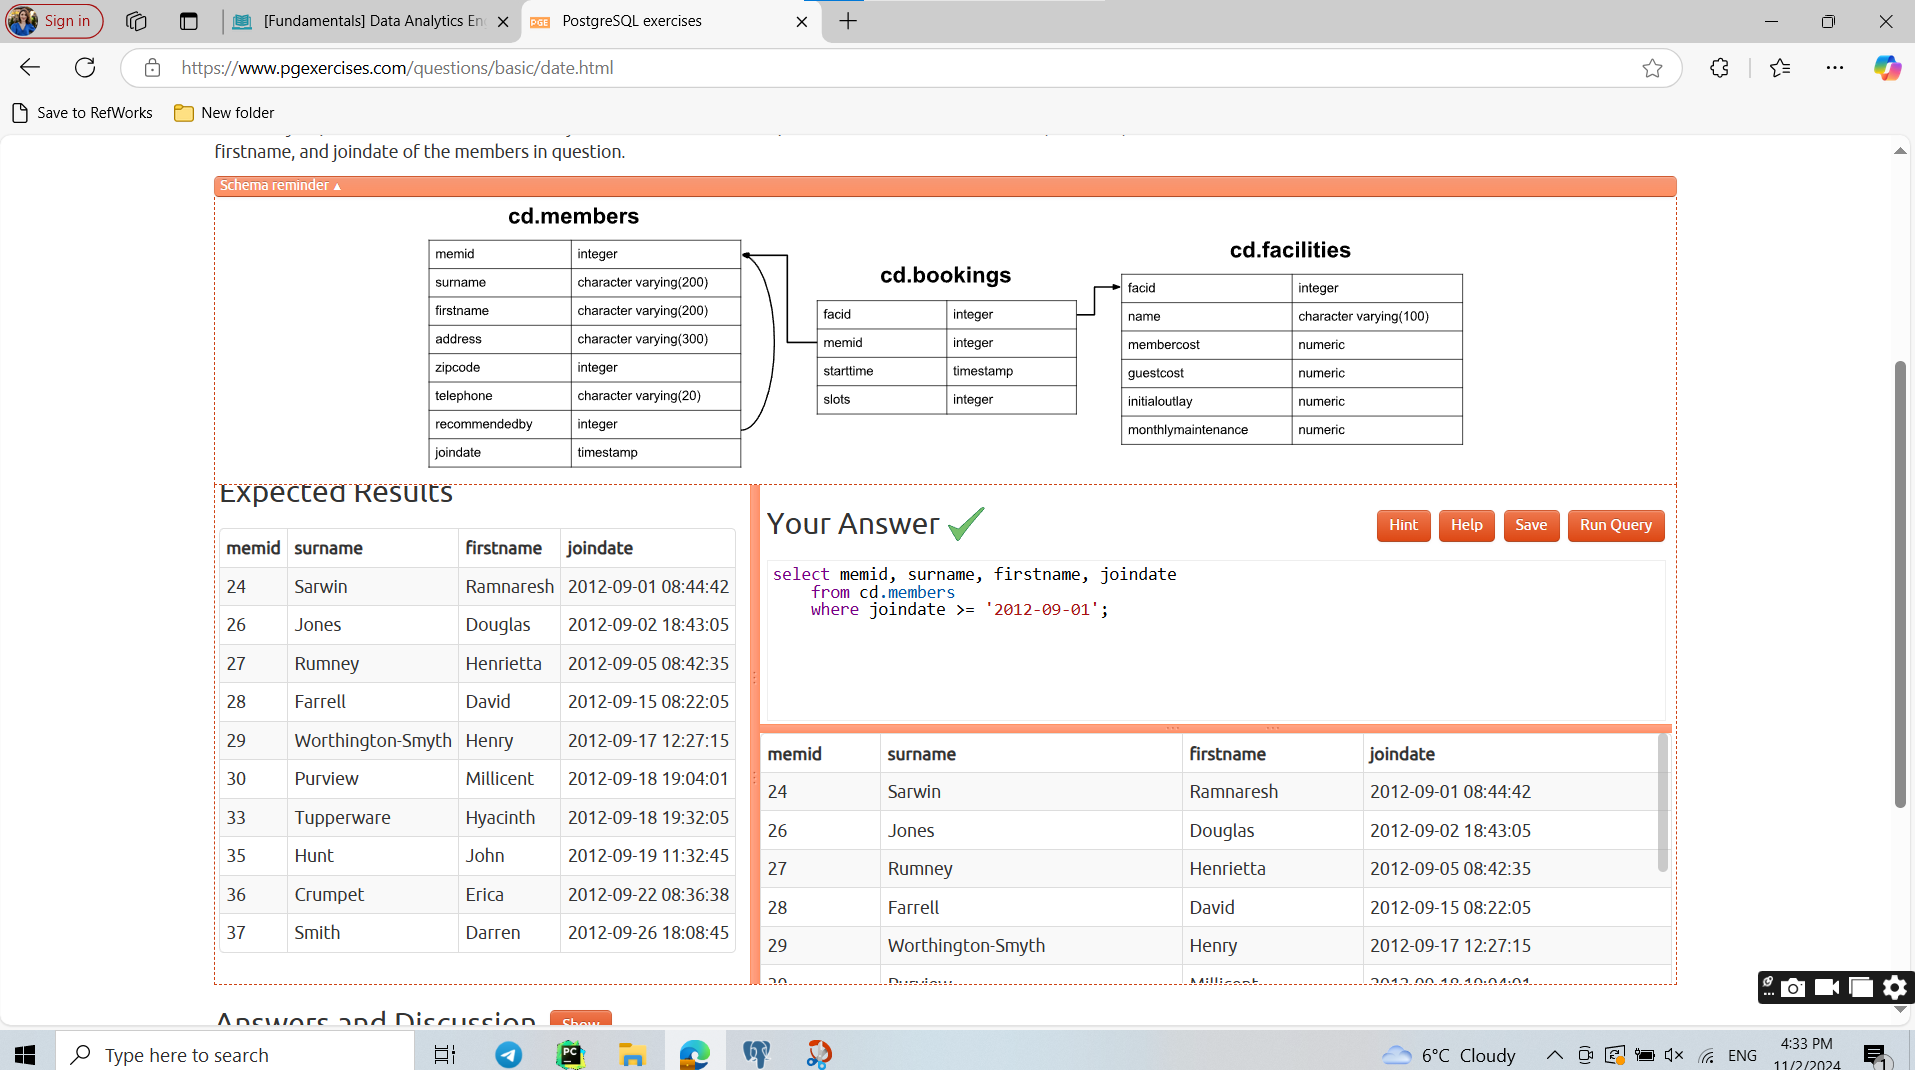 Sign in
[Fundamentals] Data Analytics En
PGE PostgreSQL exercises
https://www.pgexercises.com/questions/basic/date.html
Save to RefWorks
New folder
firstname, and joindate of the members in question.
Schema reminder ▲
cd.members
memid integer
surname character varying(200)
firstname character varying(200)
address character varying(300)
zipcode integer
telephone character varying(20)
recommendedby integer
joindate timestamp
cd.bookings
facid integer
memid integer
starttime timestamp
slots integer
cd.facilities
facid integer
name character varying(100)
membercost numeric
guestcost numeric
initialoutlay numeric
monthlymaintenance numeric
Expected Results
memid surname firstname joindate
24 Sarwin Ramnaresh 2012-09-01 08:44:42
26 Jones Douglas 2012-09-02 18:43:05
27 Rumney Henrietta 2012-09-05 08:42:35
28 Farrell David 2012-09-15 08:22:05
29 Worthington-Smyth Henry 2012-09-17 12:27:15
30 Purview Millicent 2012-09-18 19:04:01
33 Tupperware Hyacinth 2012-09-18 19:32:05
35 Hunt John 2012-09-19 11:32:45
36 Crumpet Erica 2012-09-22 08:36:38
37 Smith Darren 2012-09-26 18:08:45
Your Answer
Hint Help Save Run Query
select memid, surname, firstname, joindate
from cd.members
where joindate >= '2012-09-01';
memid surname firstname joindate
24 Sarwin Ramnaresh 2012-09-01 08:44:42
26 Jones Douglas 2012-09-02 18:43:05
27 Rumney Henrietta 2012-09-05 08:42:35
28 Farrell David 2012-09-15 08:22:05
29 Worthington-Smyth Henry 2012-09-17 12:27:15
30 Purview Millicent 2012-09-18 19:04:01
Answers and Discussion Show
Type here to search
PC
6°C Cloudy
ENG
4:33 PM
11/2/2024
1